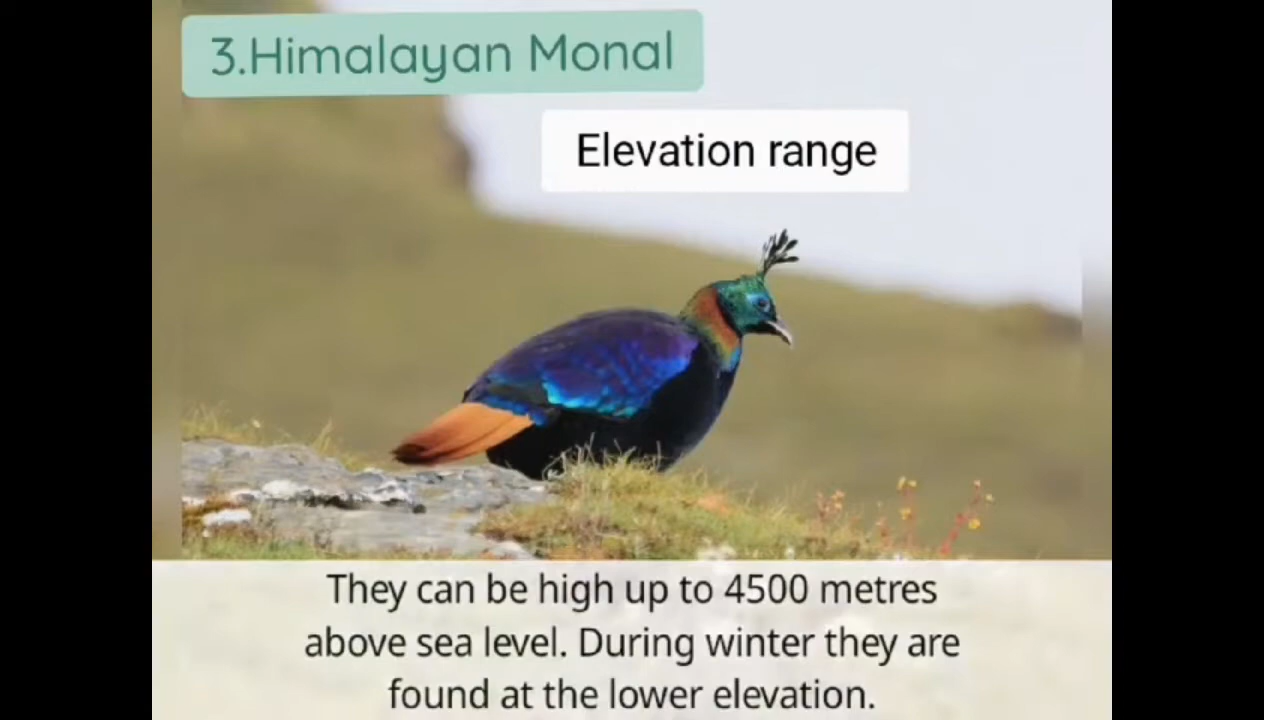 3.Himalayan Monal
Elevation range
They can be high up to 4500 metres
above sea level. During winter they are
found at the lower elevation.